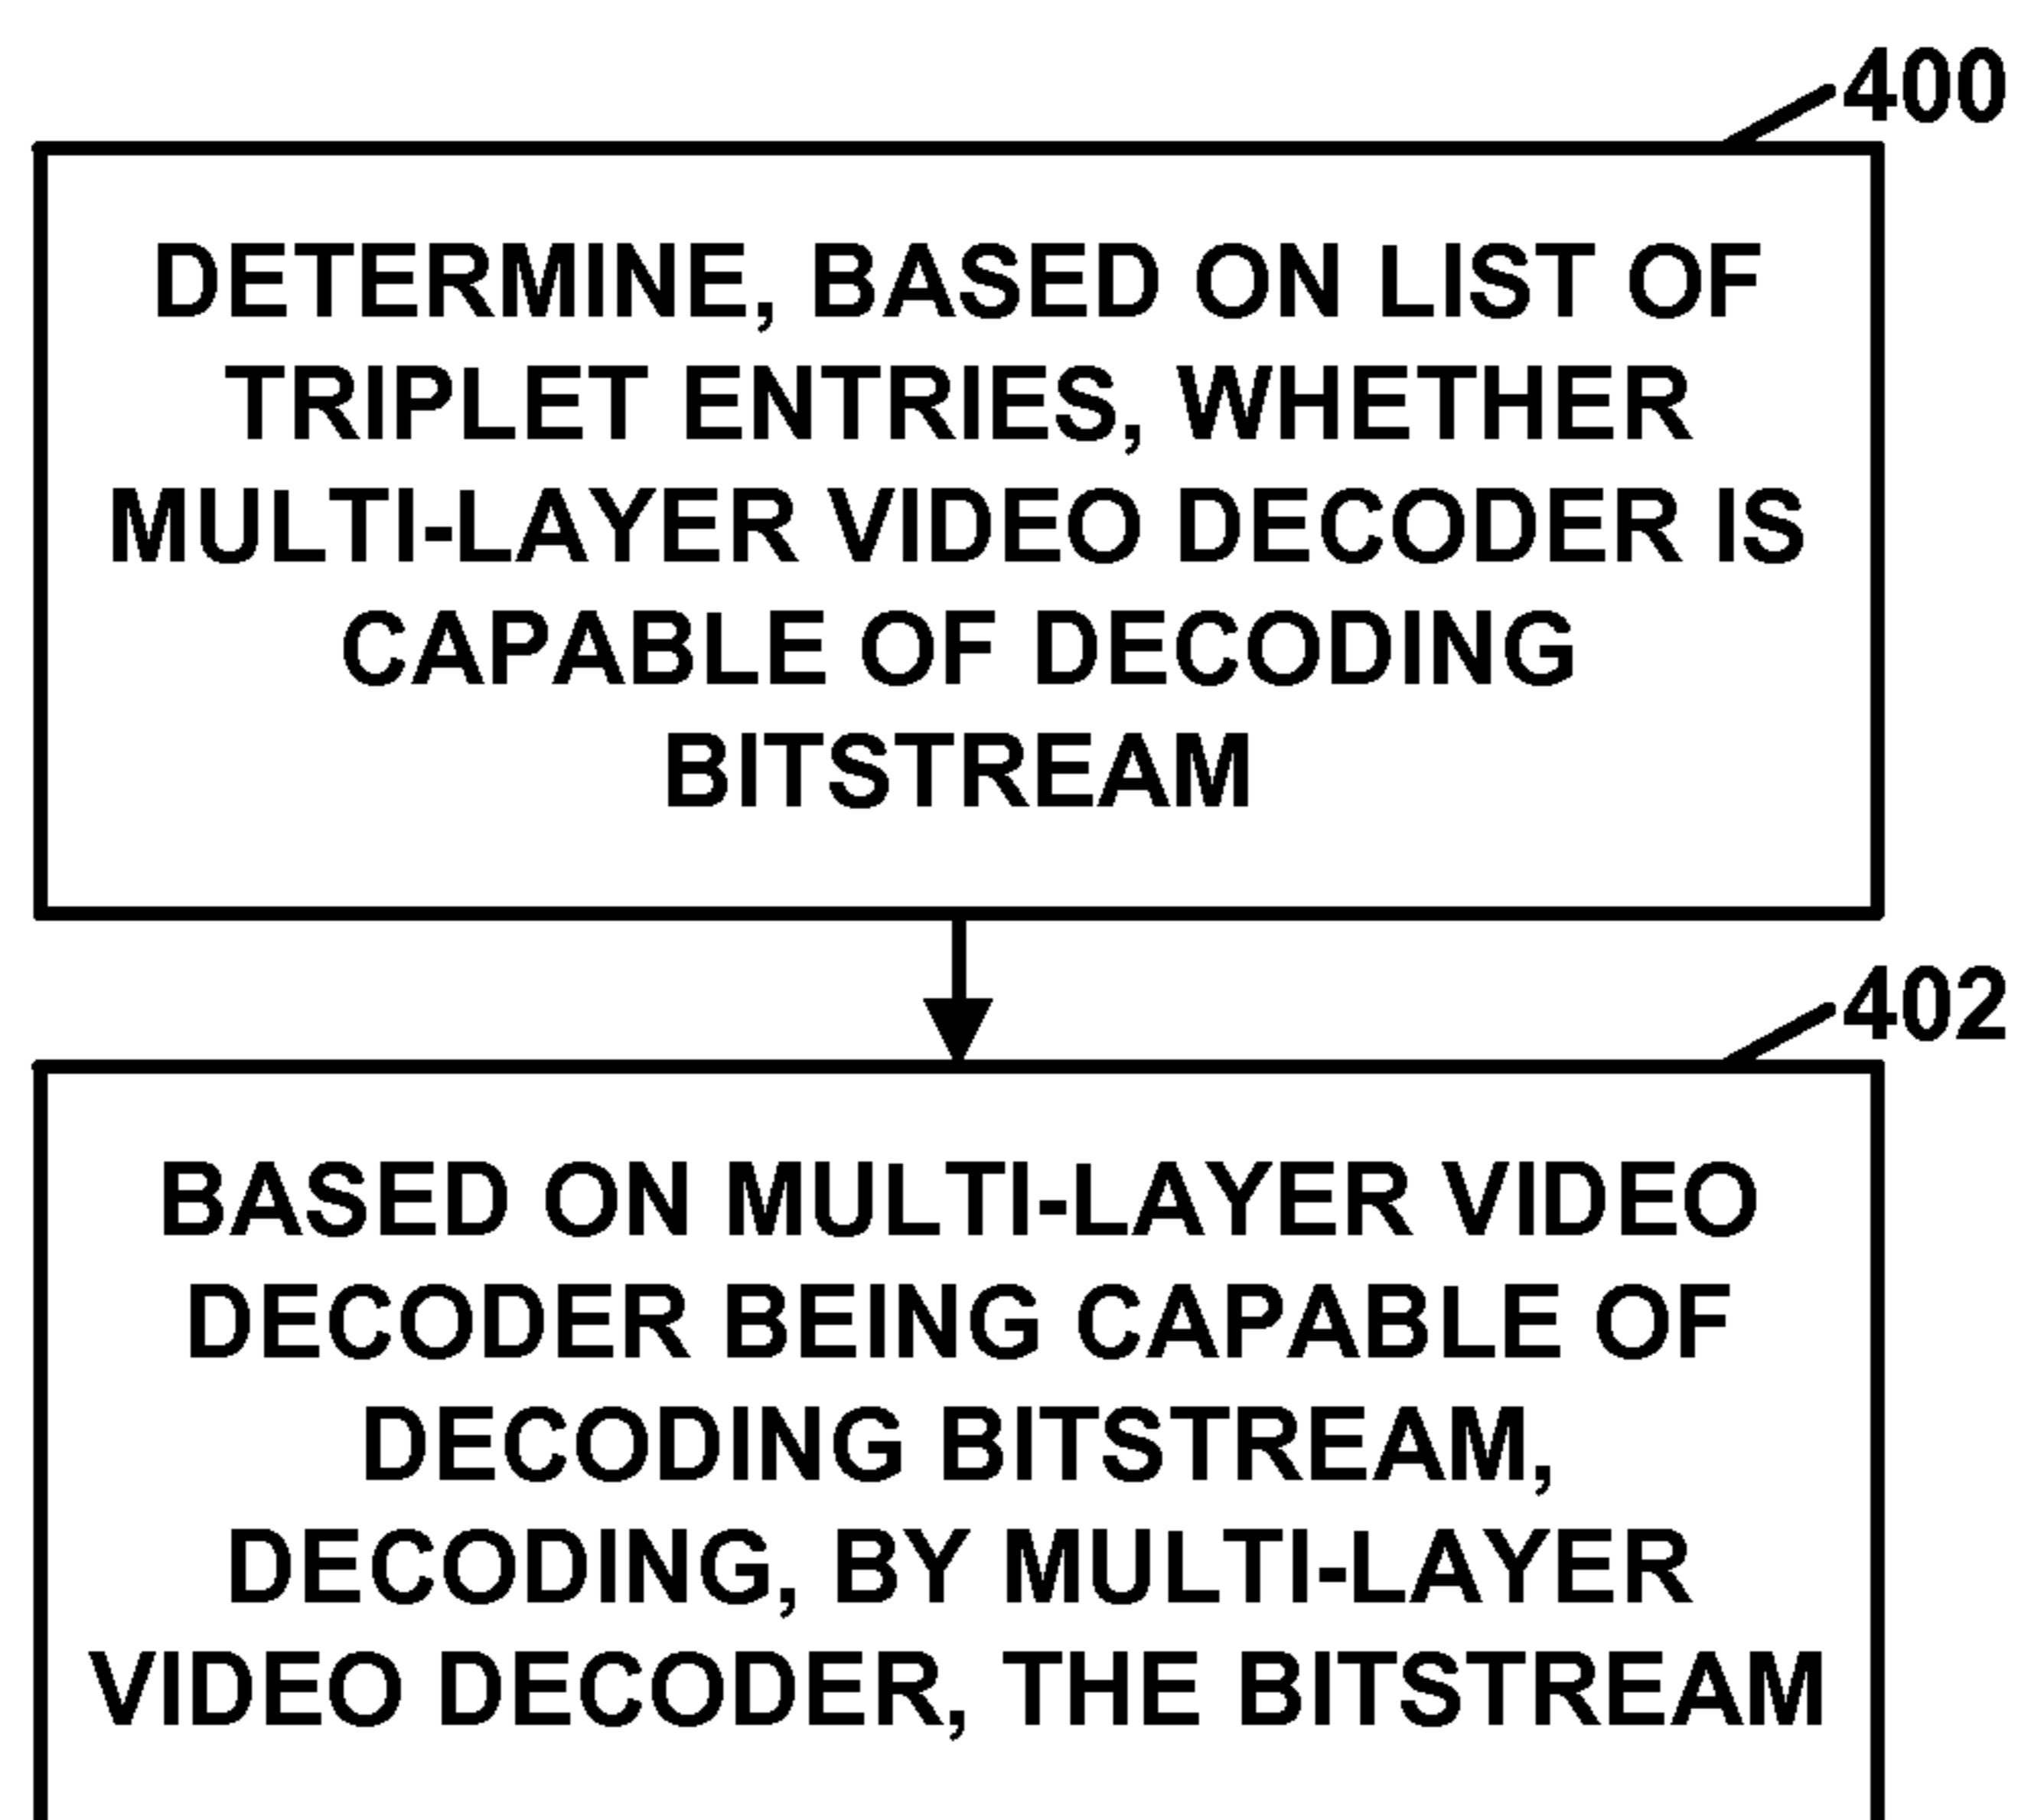 400
DETERMINE, BASED ON LIST OF
TRIPLET ENTRIES, WHETHER
MULTI-LAYER VIDEO DECODER IS
CAPABLE OF DECODING
BITSTREAM
402
BASED ON MULTI-LAYER VIDEO
DECODER BEING CAPABLE OF
DECODING BITSTREAM,
DECODING, BY MULTI-LAYER
VIDEO DECODER, THE BITSTREAM